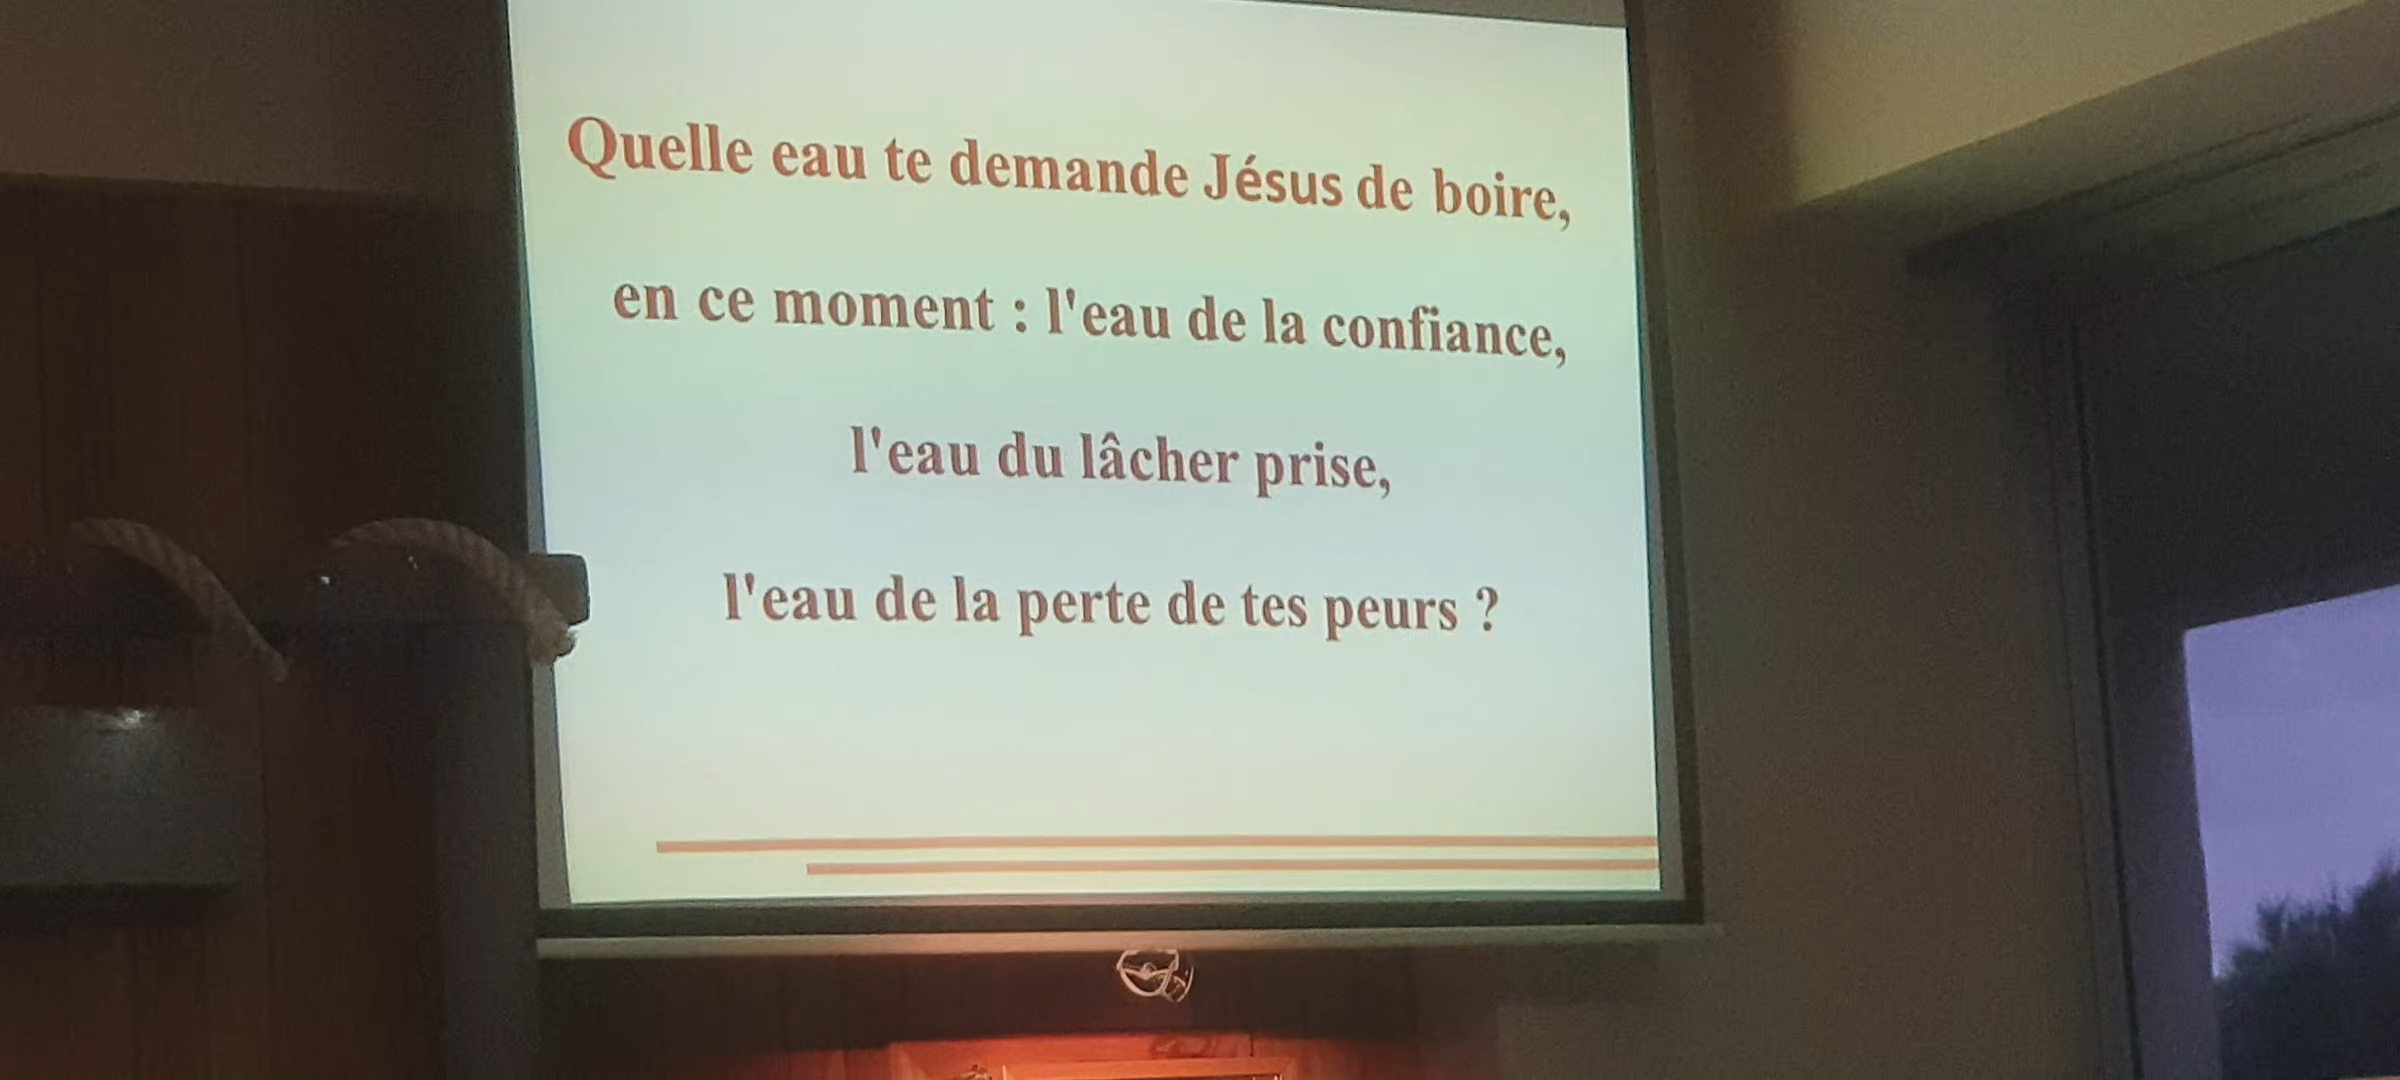 Quelle eau te demande Jésus de boire,
en ce moment : l'eau de la confiance,
l'eau du lâcher prise,
l'eau de la perte de tes peurs ?